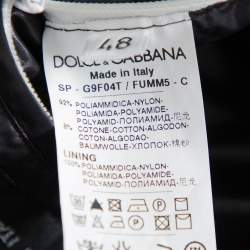 48
DOLCE&GABBANA
Made in Italy
SP - G9F04T / FUMM5 - C
92% POLIAMMIDICA-NYLON-
POLIAMIDA-POLYAMIDE-
POLYAMID-ПОЛИАМИД-尼龙
8% COTONE-COTTON-ALGODON-
COTON-ALGODAO-
BAUMWOLLE-ХЛОПОК-棉纱
LINING
100% POLIAMMIDICA-NYLON-
POLIAMIDA-POLYAMIDE-
POLYAMID-ПОЛИАМИД-尼龙